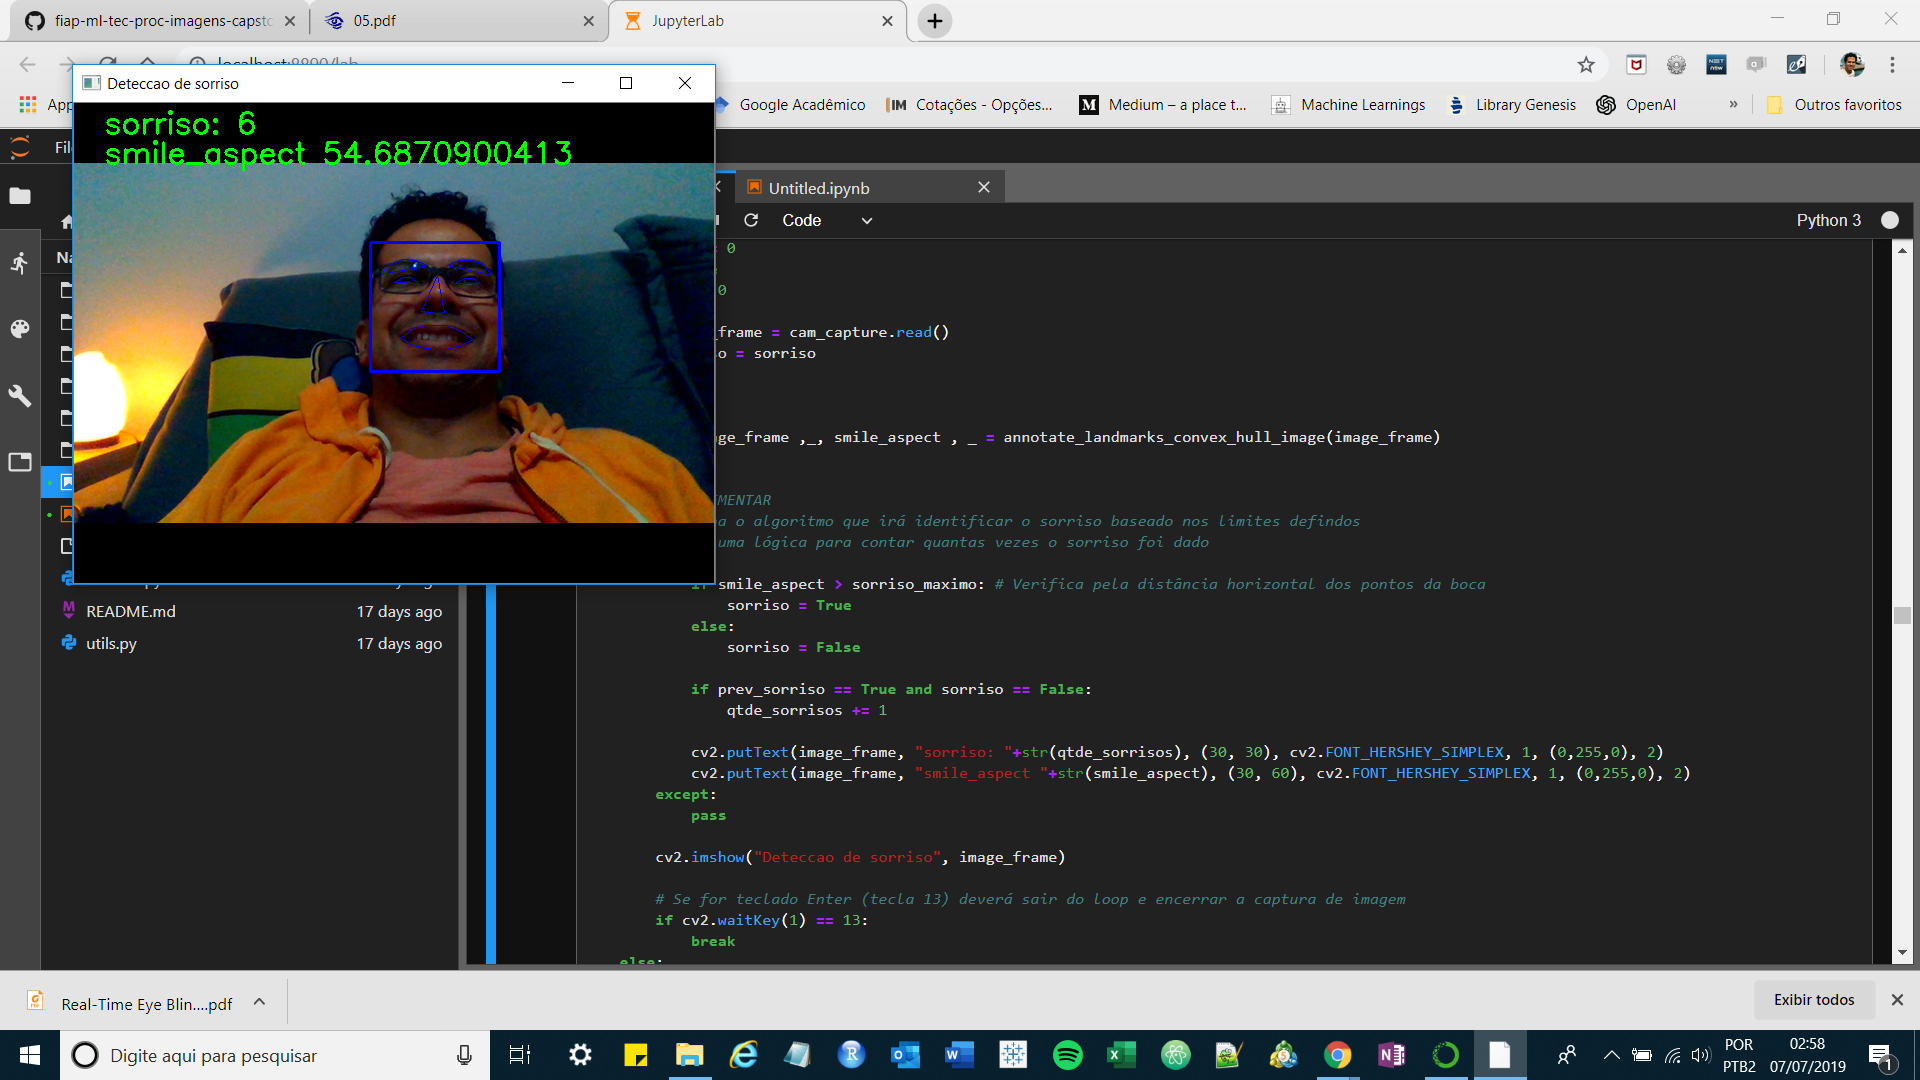 fiap-ml-tec-proc-imagens-capsto
05.pdf
JupyterLab
localhost:8890/lab
App
Google Acadêmico
Cotações - Opções...
Medium – a place t...
Machine Learnings
Library Genesis
OpenAI
»
Outros favoritos
Deteccao de sorriso
sorriso: 6
smile_aspect 54.6870900413
Fil
Na
Untitled.ipynb
Code
Python 3
0
0
_frame = cam_capture.read()
o = sorriso
ge_frame ,_, smile_aspect , _ = annotate_landmarks_convex_hull_image(image_frame)
MENTAR
a o algoritmo que irá identificar o sorriso baseado nos limites defindos
uma lógica para contar quantas vezes o sorriso foi dado
if smile_aspect > sorriso_maximo: # Verifica pela distância horizontal dos pontos da boca
sorriso = True
else:
sorriso = False
if prev_sorriso == True and sorriso == False:
qtde_sorrisos += 1
cv2.putText(image_frame, "sorriso: "+str(qtde_sorrisos), (30, 30), cv2.FONT_HERSHEY_SIMPLEX, 1, (0,255,0), 2)
cv2.putText(image_frame, "smile_aspect "+str(smile_aspect), (30, 60), cv2.FONT_HERSHEY_SIMPLEX, 1, (0,255,0), 2)
except:
pass
cv2.imshow("Deteccao de sorriso", image_frame)
# Se for teclado Enter (tecla 13) deverá sair do loop e encerrar a captura de imagem
if cv2.waitKey(1) == 13:
break
else:
README.md 17 days ago
utils.py 17 days ago
Real-Time Eye Blin....pdf
Exibir todos
Digite aqui para pesquisar
POR
PTB2
02:58
07/07/2019
1